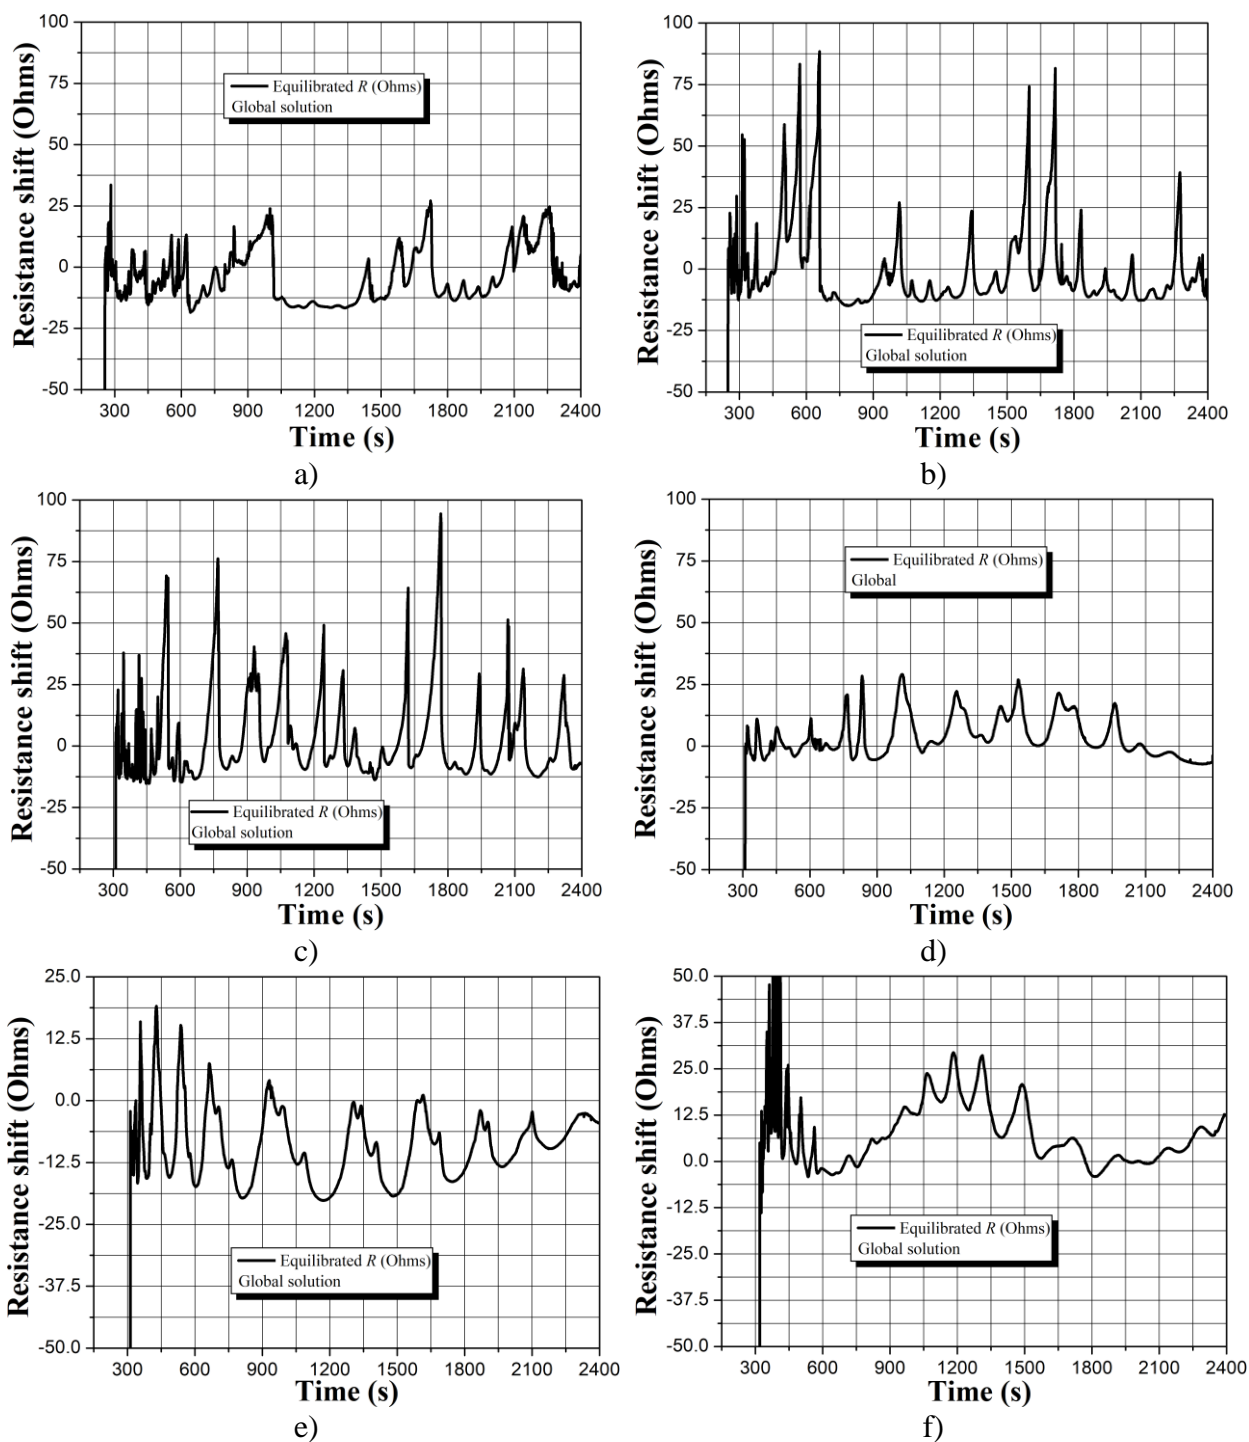 100
75
50
25
0
-25
-50
Resistance shift (Ohms)
Equilibrated R (Ohms)
Global solution
300 600 900 1200 1500 1800 2100 2400
Time (s)
a)
100
75
50
25
0
-25
-50
Resistance shift (Ohms)
Equilibrated R (Ohms)
Global solution
300 600 900 1200 1500 1800 2100 2400
Time (s)
b)
100
75
50
25
0
-25
-50
Resistance shift (Ohms)
Equilibrated R (Ohms)
Global solution
300 600 900 1200 1500 1800 2100 2400
Time (s)
c)
100
75
50
25
0
-25
-50
Resistance shift (Ohms)
Equilibrated R (Ohms)
Global
300 600 900 1200 1500 1800 2100 2400
Time (s)
d)
25.0
12.5
0.0
-12.5
-25.0
-37.5
-50.0
Resistance shift (Ohms)
Equilibrated R (Ohms)
Global solution
300 600 900 1200 1500 1800 2100 2400
Time (s)
e)
50.0
37.5
25.0
12.5
0.0
-12.5
-25.0
-37.5
-50.0
Resistance shift (Ohms)
Equilibrated R (Ohms)
Global solution
300 600 900 1200 1500 1800 2100 2400
Time (s)
f)